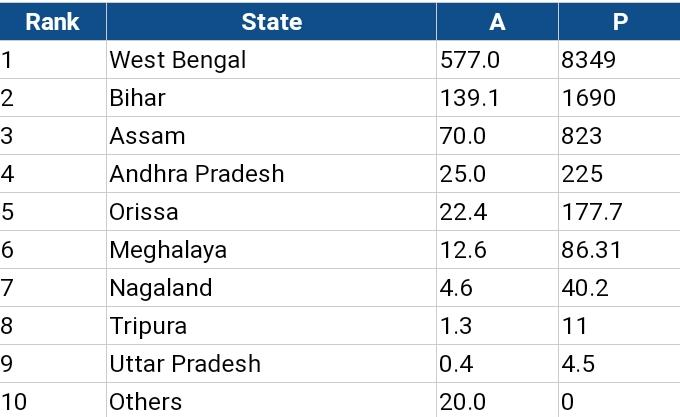 Rank State A P
1 West Bengal 577.0 8349
2 Bihar 139.1 1690
3 Assam 70.0 823
4 Andhra Pradesh 25.0 225
5 Orissa 22.4 177.7
6 Meghalaya 12.6 86.31
7 Nagaland 4.6 40.2
8 Tripura 1.3 11
9 Uttar Pradesh 0.4 4.5
10 Others 20.0 0